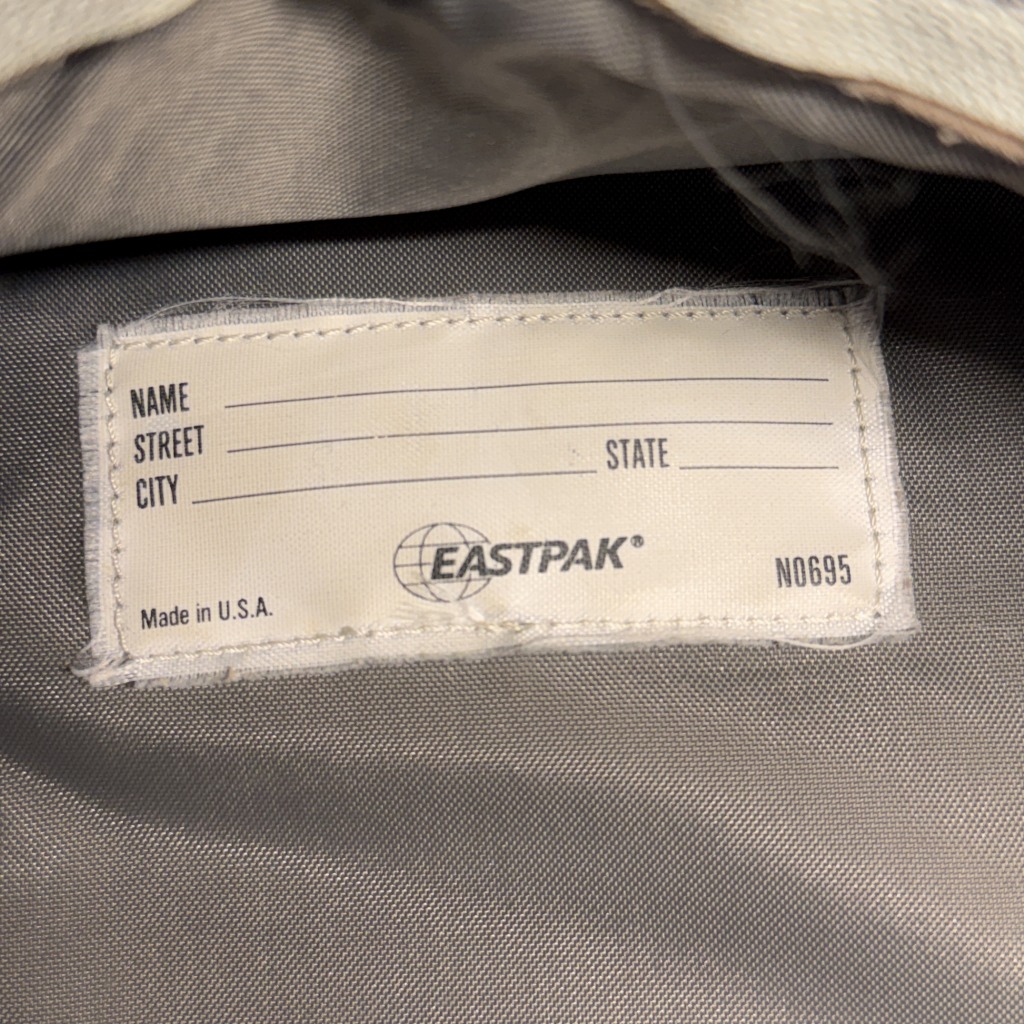 NAME
STREET
CITY STATE
EASTPAK®
Made in U.S.A. N0695